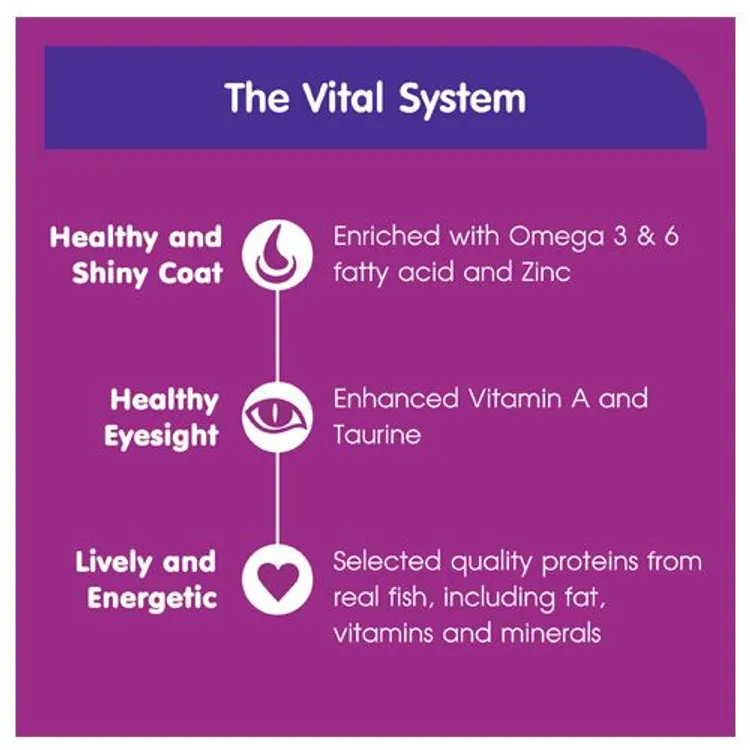 The Vital System
Healthy and
Shiny Coat
Enriched with Omega 3 & 6
fatty acid and Zinc
Healthy
Eyesight
Enhanced Vitamin A and
Taurine
Lively and
Energetic
Selected quality proteins from
real fish, including fat,
vitamins and minerals